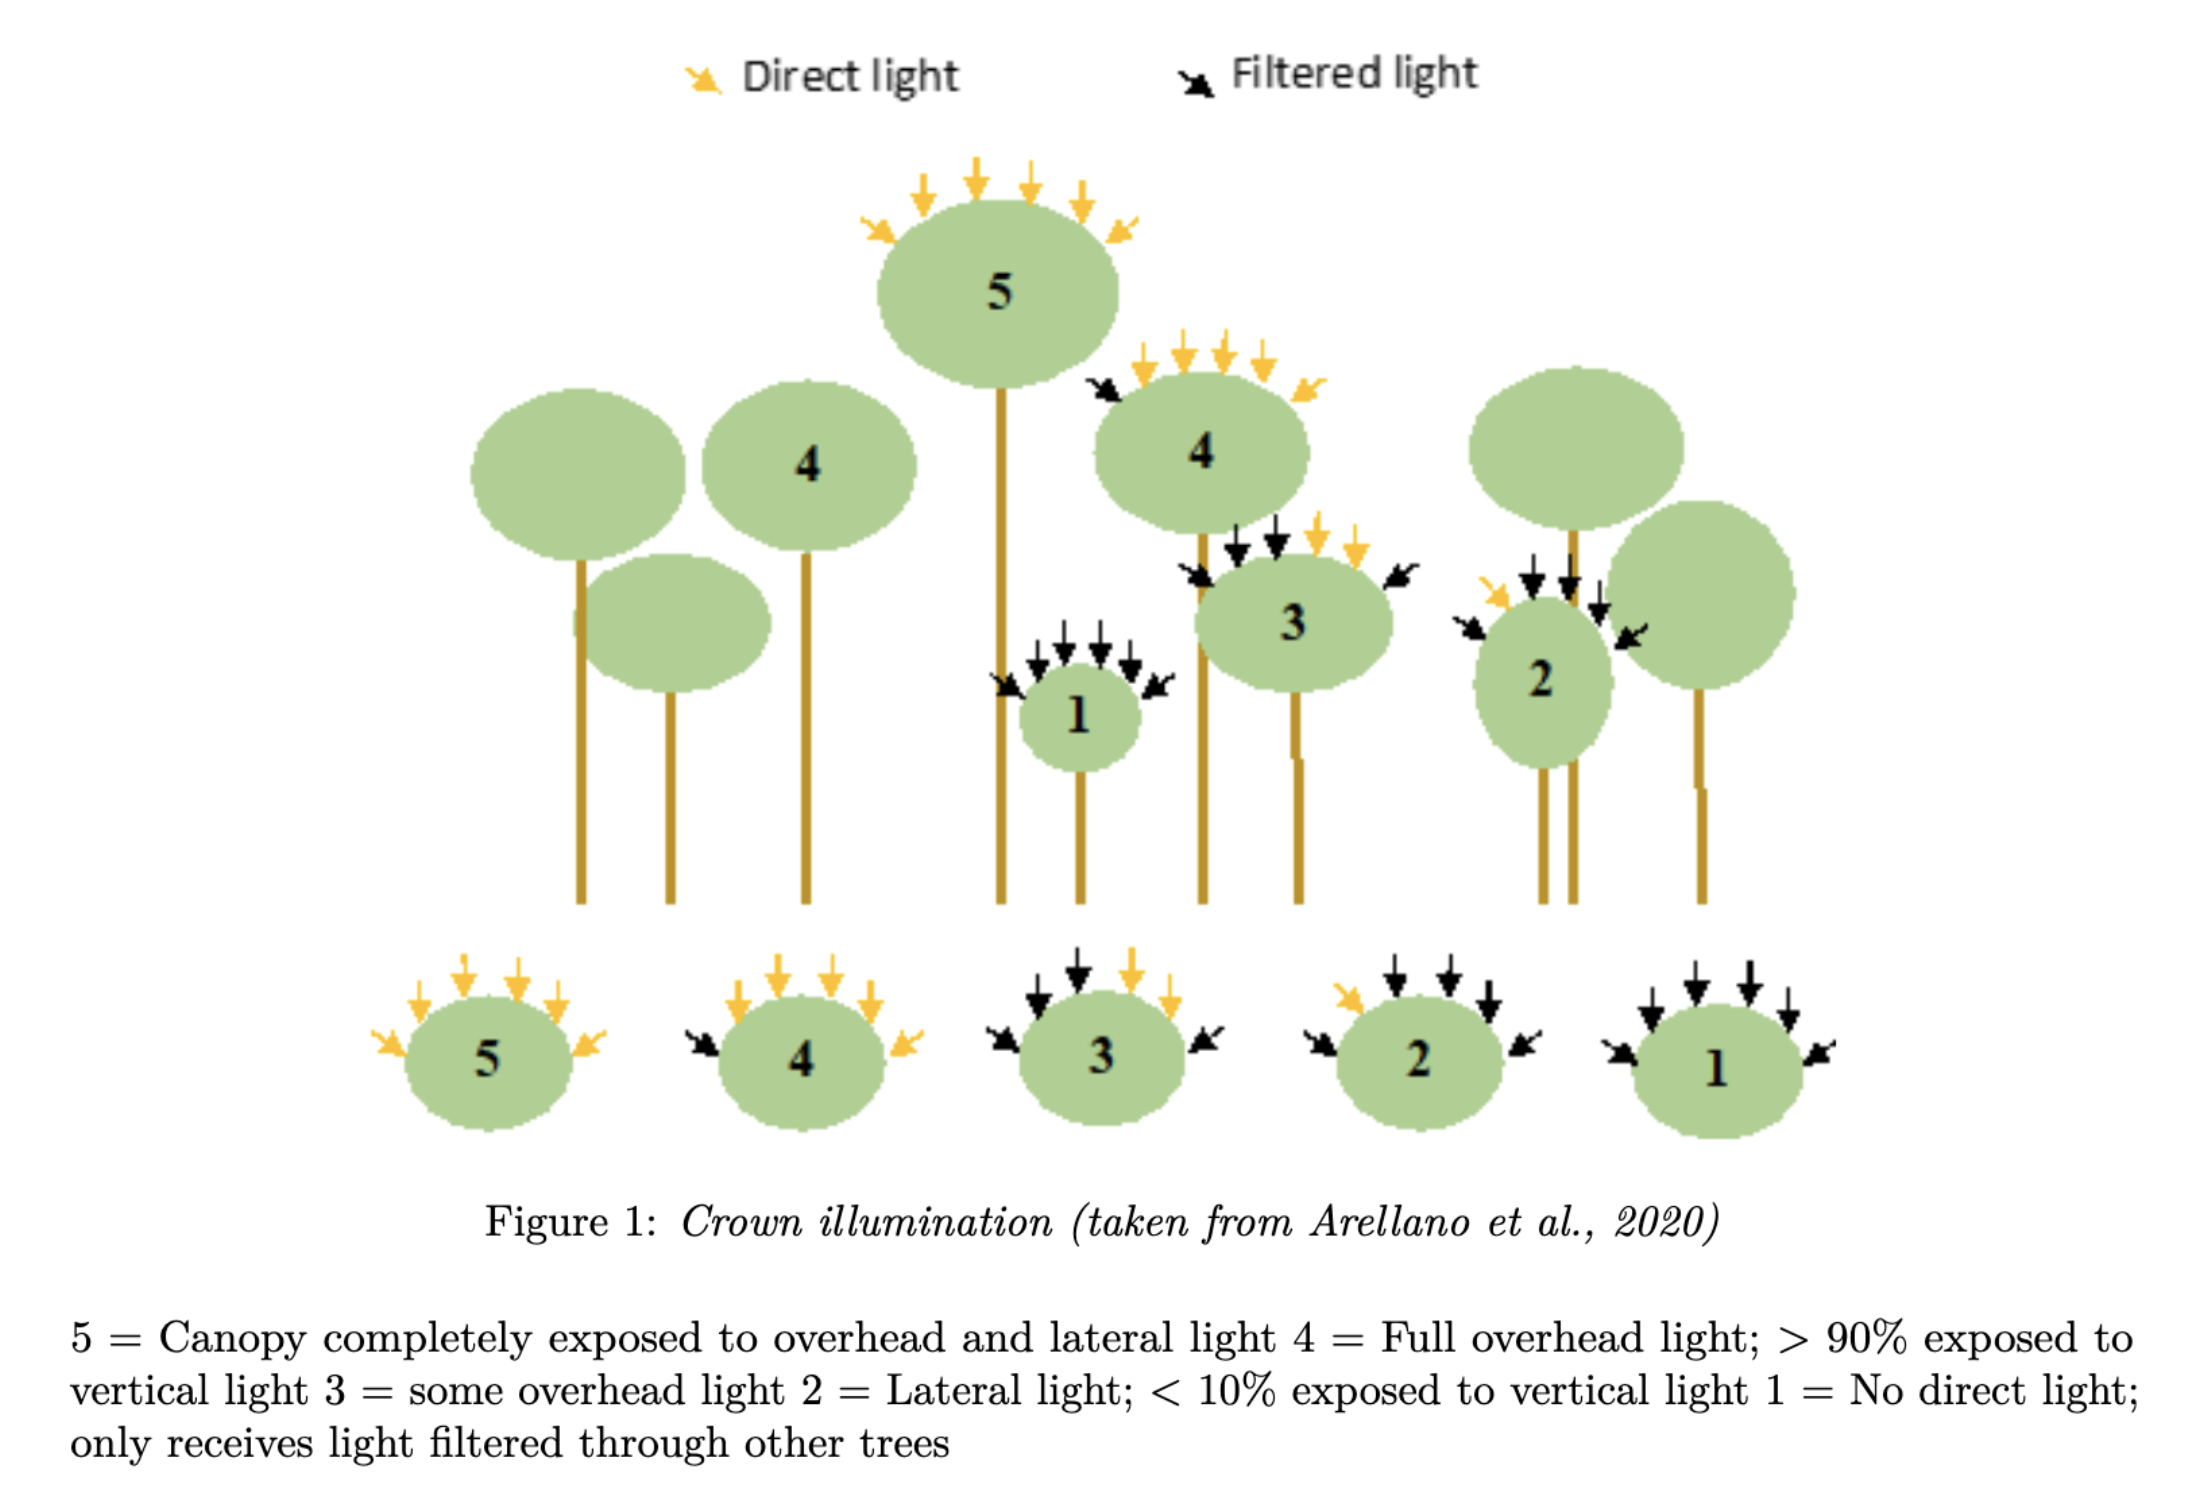 Direct light
Filtered light
5
4
4
3
2
1
5
4
3
2
1
Figure 1: Crown illumination (taken from Arellano et al., 2020)
5 = Canopy completely exposed to overhead and lateral light 4 = Full overhead light; > 90% exposed to
vertical light 3 = some overhead light 2 = Lateral light; < 10% exposed to vertical light 1 = No direct light;
only receives light filtered through other trees